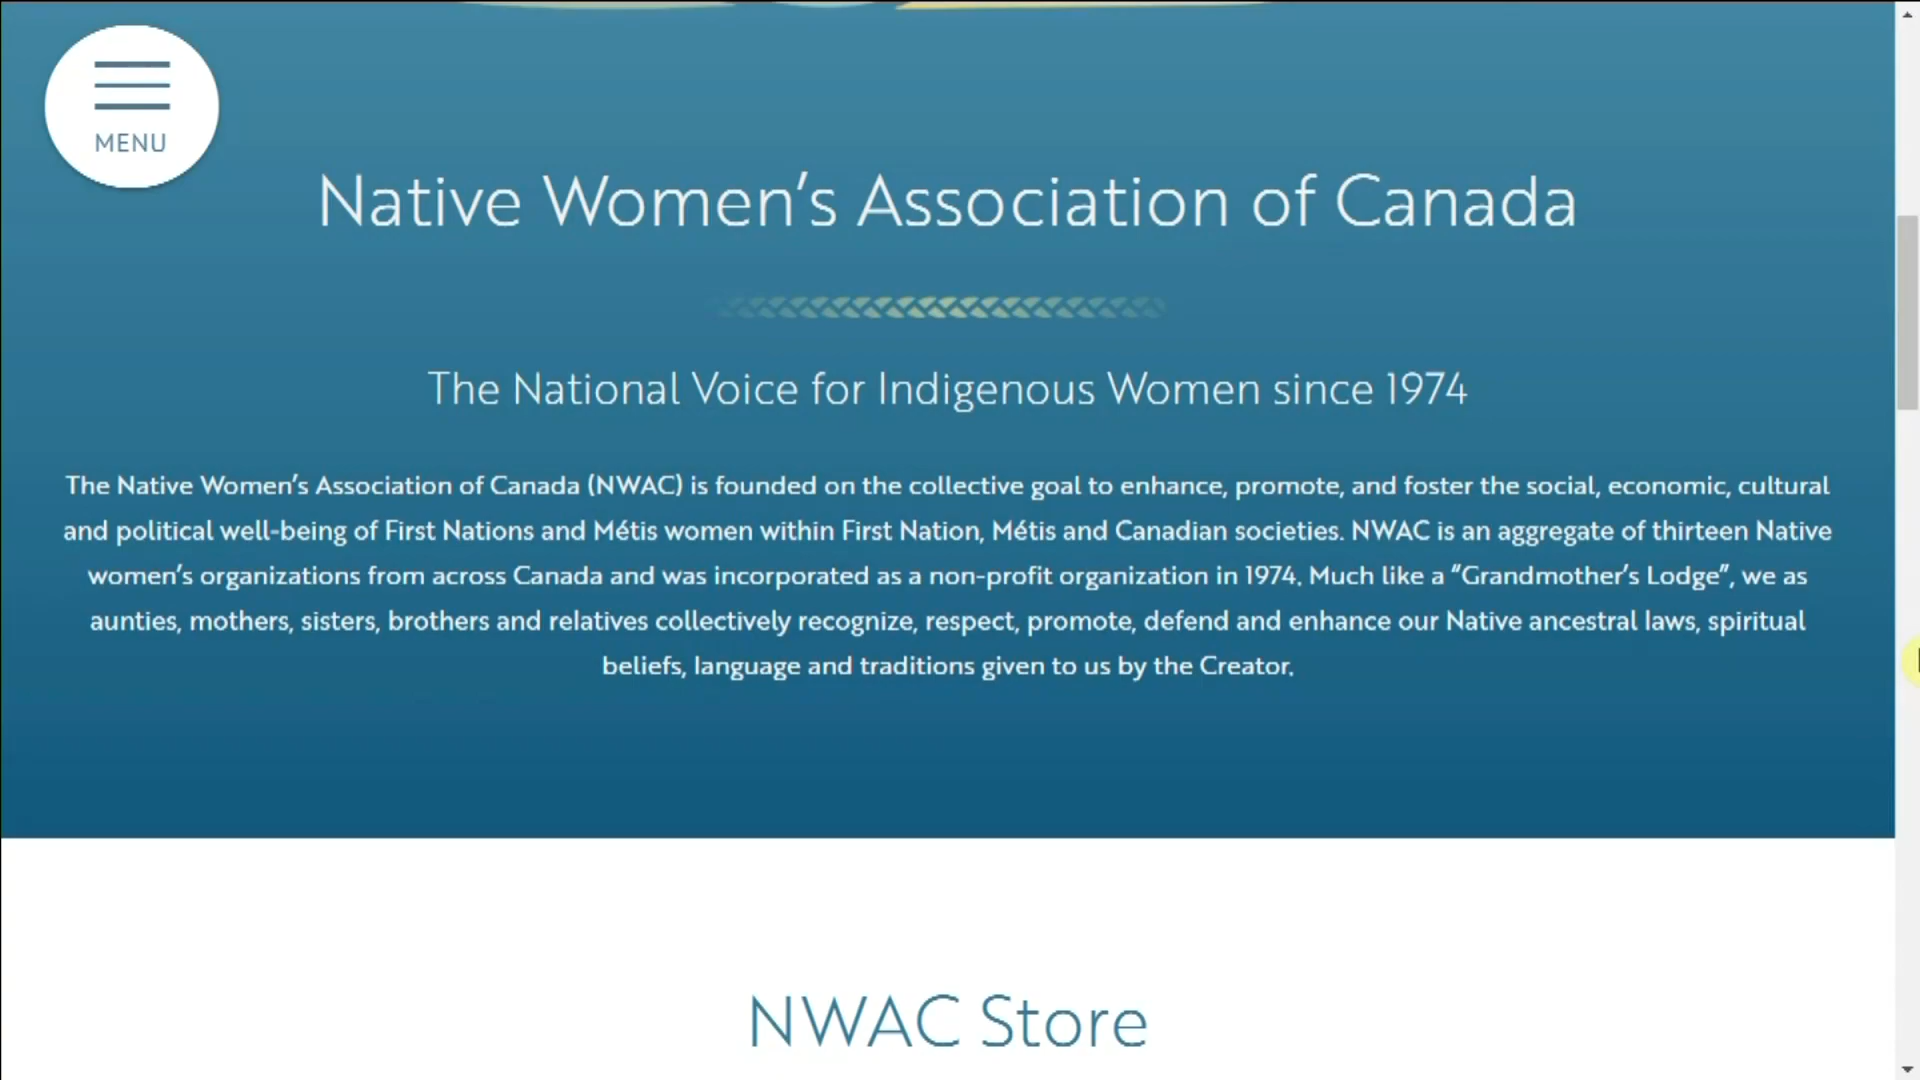 MENU
Native Women’s Association of Canada
The National Voice for Indigenous Women since 1974
The Native Women’s Association of Canada (NWAC) is founded on the collective goal to enhance, promote, and foster the social, economic, cultural
and political well-being of First Nations and Métis women within First Nation, Métis and Canadian societies. NWAC is an aggregate of thirteen Native
women’s organizations from across Canada and was incorporated as a non-profit organization in 1974. Much like a “Grandmother’s Lodge”, we as
aunties, mothers, sisters, brothers and relatives collectively recognize, respect, promote, defend and enhance our Native ancestral laws, spiritual
beliefs, language and traditions given to us by the Creator.
NWAC Store